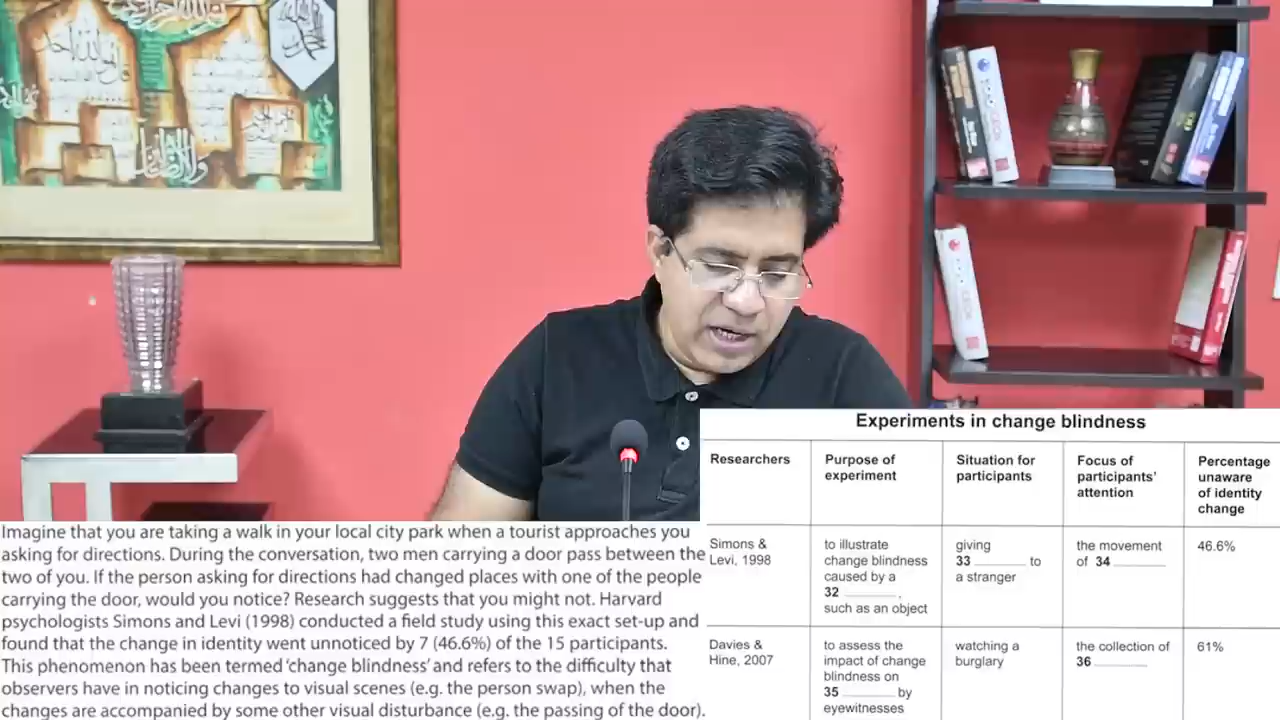 Imagine that you are taking a walk in your local city park when a tourist approaches you
asking for directions. During the conversation, two men carrying a door pass between the
two of you. If the person asking for directions had changed places with one of the people
carrying the door, would you notice? Research suggests that you might not. Harvard
psychologists Simons and Levi (1998) conducted a field study using this exact set-up and
found that the change in identity went unnoticed by 7 (46.6%) of the 15 participants.
This phenomenon has been termed 'change blindness' and refers to the difficulty that
observers have in noticing changes to visual scenes (e.g. the person swap), when the
changes are accompanied by some other visual disturbance (e.g. the passing of the door).
Experiments in change blindness
Researchers
Purpose of
experiment
Situation for
participants
Focus of
participants'
attention
Percentage
unaware
of identity
change
Simons &
Levi, 1998
to illustrate
change blindness
caused by a
32 ________,
such as an object
giving
33 ________ to
a stranger
the movement
of 34 ________
46.6%
Davies &
Hine, 2007
to assess the
impact of change
blindness on
35 ________ by
eyewitnesses
watching a
burglary
the collection of
36 ________
61%